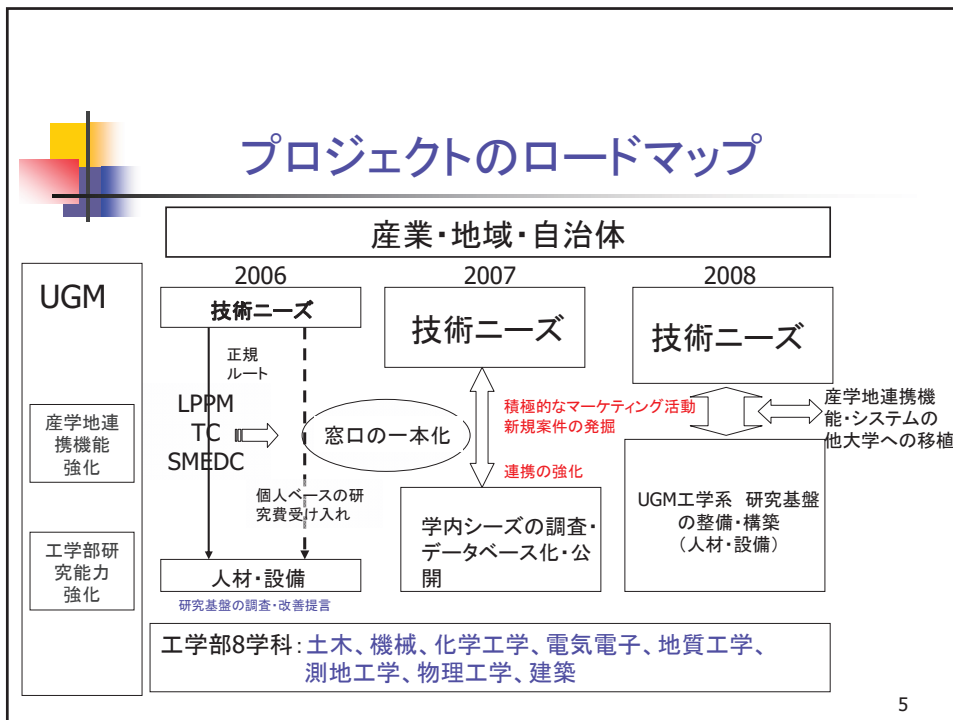 プロジェクトのロードマップ
産業・地域・自治体
UGM
産学地連
携機能
強化
工学部研
究能力
強化
2006
技術ニーズ
正規
ルート
LPPM
TC
SMEDC
窓口の一本化
個人ベースの研
究費受け入れ
人材・設備
研究基盤の調査・改善提言
2007
技術ニーズ
積極的なマーケティング活動
新規案件の発掘
連携の強化
学内シーズの調査・
データベース化・公
開
2008
技術ニーズ
産学地連携機
能・システムの
他大学への移植
UGM工学系 研究基盤
の整備・構築
（人材・設備）
工学部8学科：土木、機械、化学工学、電気電子、地質工学、
測地工学、物理工学、建築
5